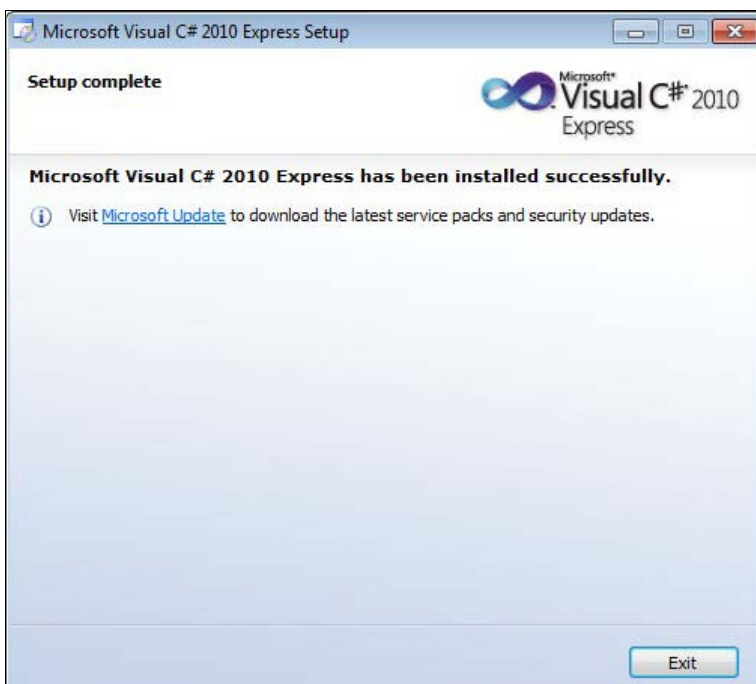 Microsoft Visual C# 2010 Express Setup
Setup complete
Microsoft®
Visual C#® 2010
Express
Microsoft Visual C# 2010 Express has been installed successfully.
Visit Microsoft Update to download the latest service packs and security updates.
Exit